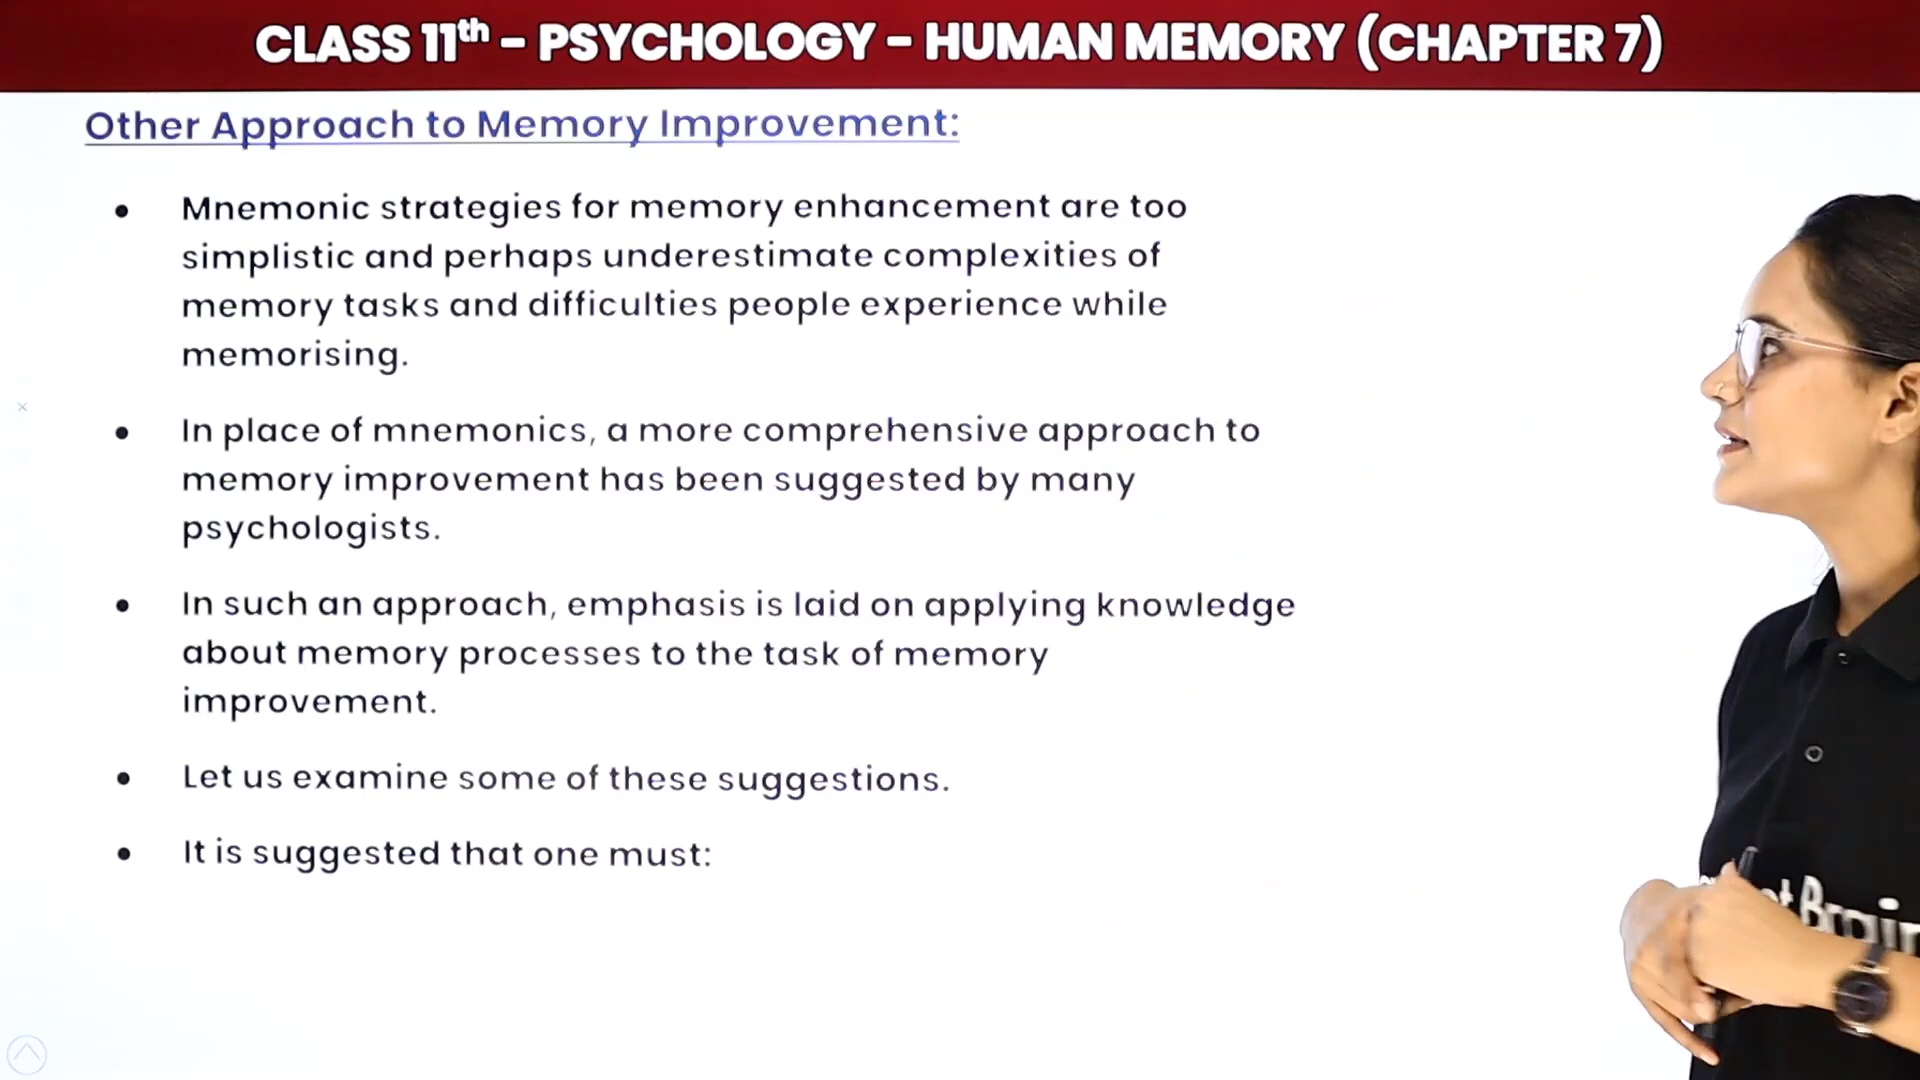 CLASS 11th – PSYCHOLOGY – HUMAN MEMORY (CHAPTER 7)
Other Approach to Memory Improvement:
• Mnemonic strategies for memory enhancement are too
simplistic and perhaps underestimate complexities of
memory tasks and difficulties people experience while
memorising.
• In place of mnemonics, a more comprehensive approach to
memory improvement has been suggested by many
psychologists.
• In such an approach, emphasis is laid on applying knowledge
about memory processes to the task of memory
improvement.
• Let us examine some of these suggestions.
• It is suggested that one must: